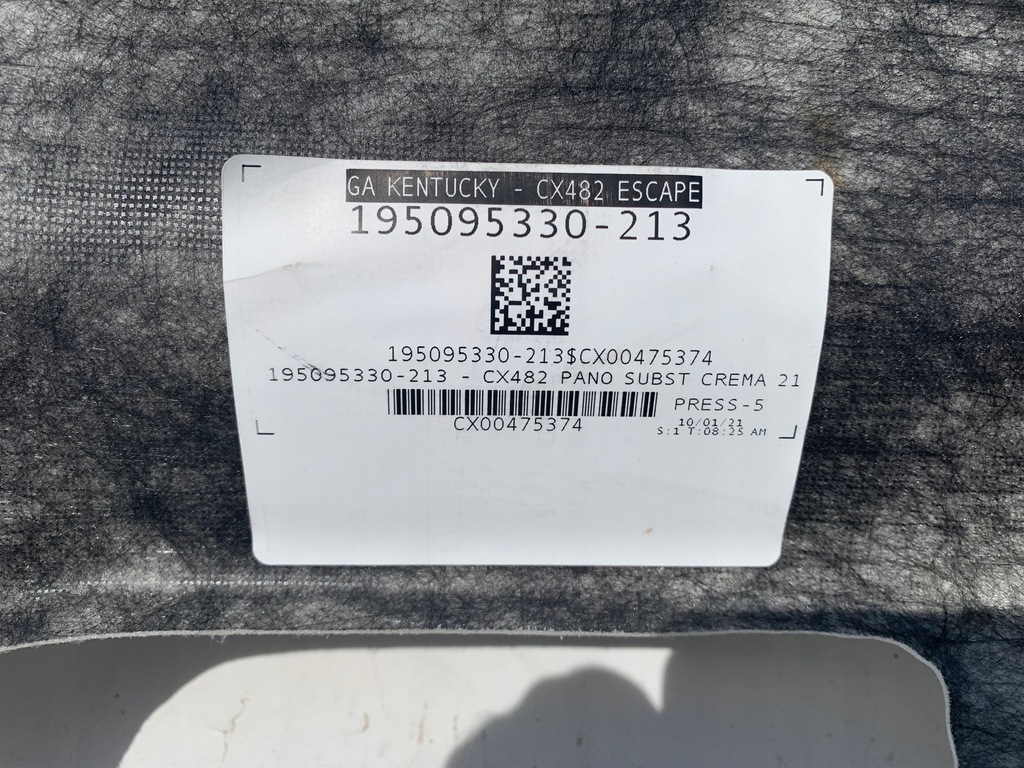 GA KENTUCKY - CX482 ESCAPE
195095330-213
195095330-213$CX00475374
195095330-213 - CX482 PANO SUBST CREMA 21
PRESS-5
CX00475374
10/01/21
S:1 T:08:25 AM